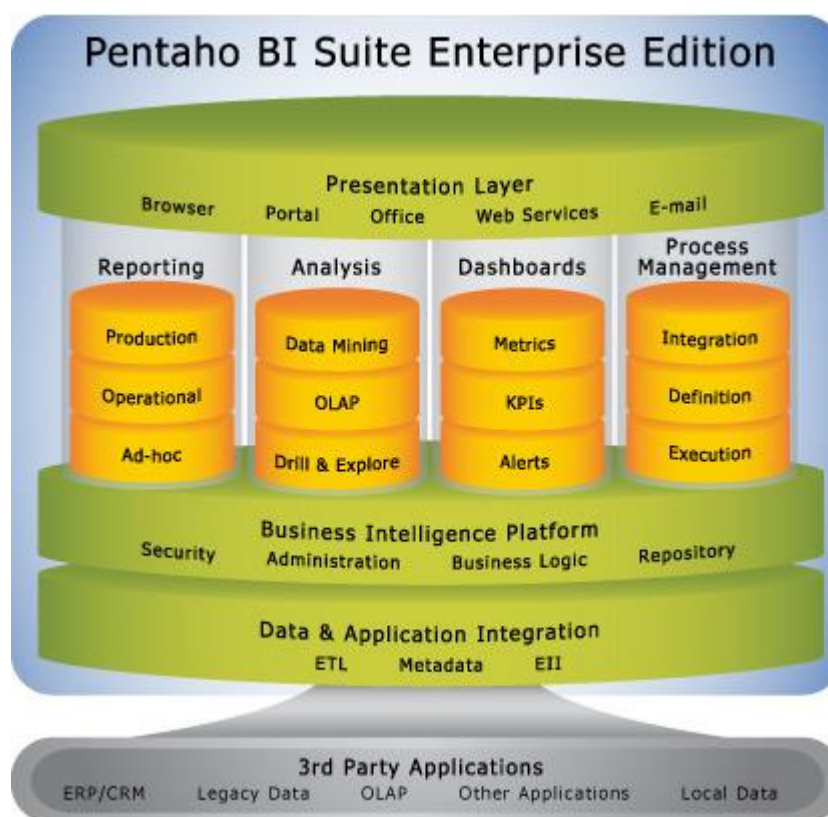 Pentaho BI Suite Enterprise Edition
Presentation Layer
Browser Portal Office Web Services E-mail
Reporting Analysis Dashboards Process Management
Production Data Mining Metrics Integration
Operational OLAP KPIs Definition
Ad-hoc Drill & Explore Alerts Execution
Business Intelligence Platform
Security Administration Business Logic Repository
Data & Application Integration
ETL Metadata EII
3rd Party Applications
ERP/CRM Legacy Data OLAP Other Applications Local Data